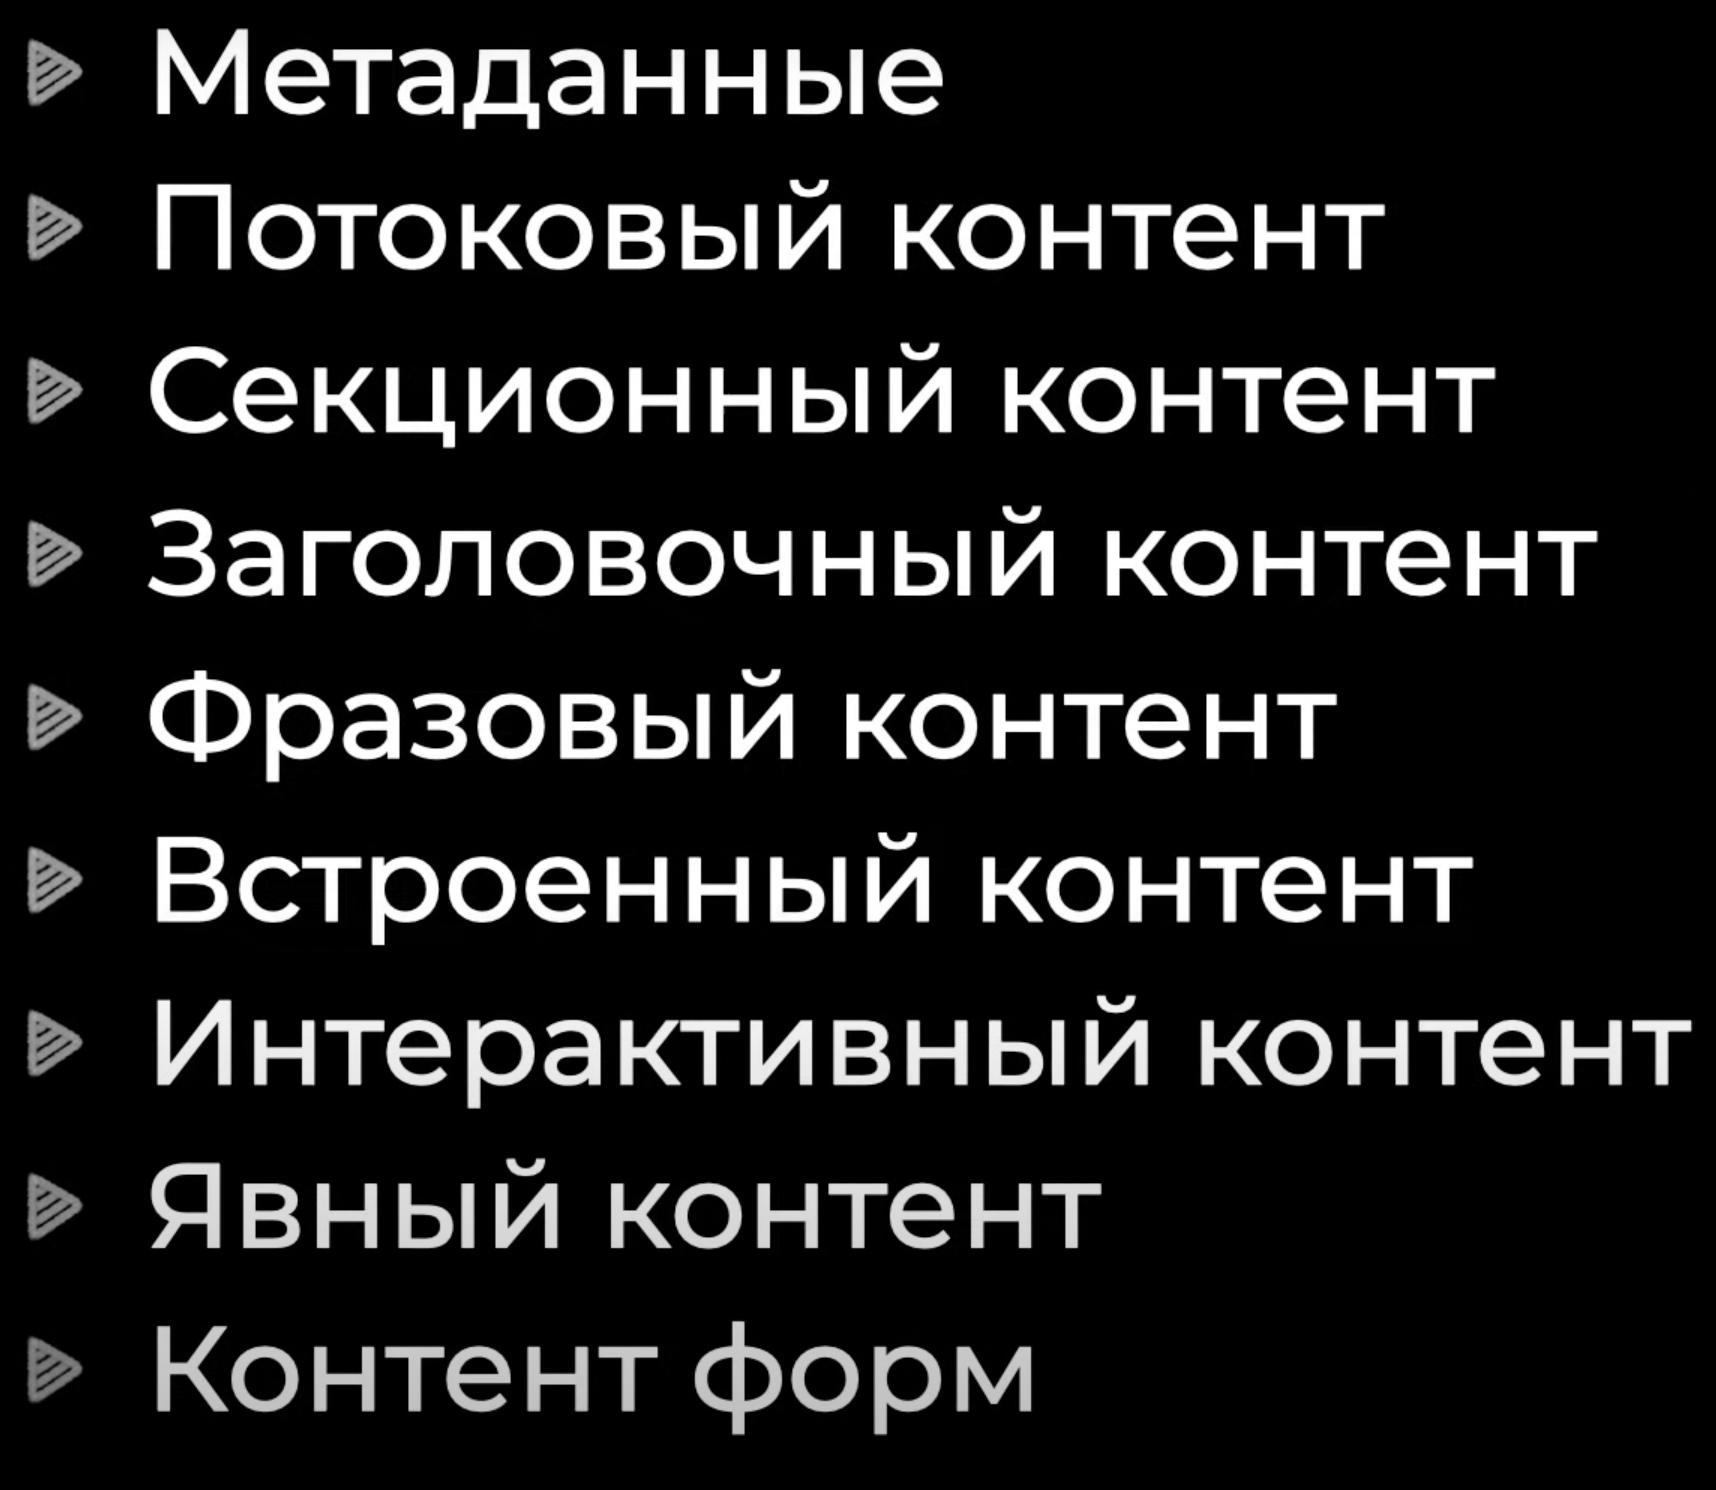 Метаданные
Потоковый контент
Секционный контент
Заголовочный контент
Фразовый контент
Встроенный контент
Интерактивный контент
Явный контент
Контент форм